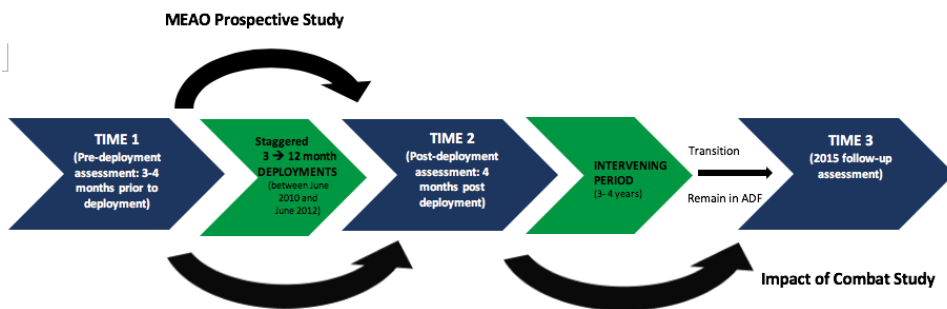 MEAO Prospective Study
TIME 1
(Pre-deployment
assessment: 3-4
months prior to
deployment)
Staggered
3 → 12 month
DEPLOYMENTS
(between June
2010 and
June 2012)
TIME 2
(Post-deployment
assessment: 4
months post
deployment)
INTERVENING
PERIOD
(3- 4 years)
Transition
Remain in ADF
TIME 3
(2015 follow-up
assessment)
Impact of Combat Study